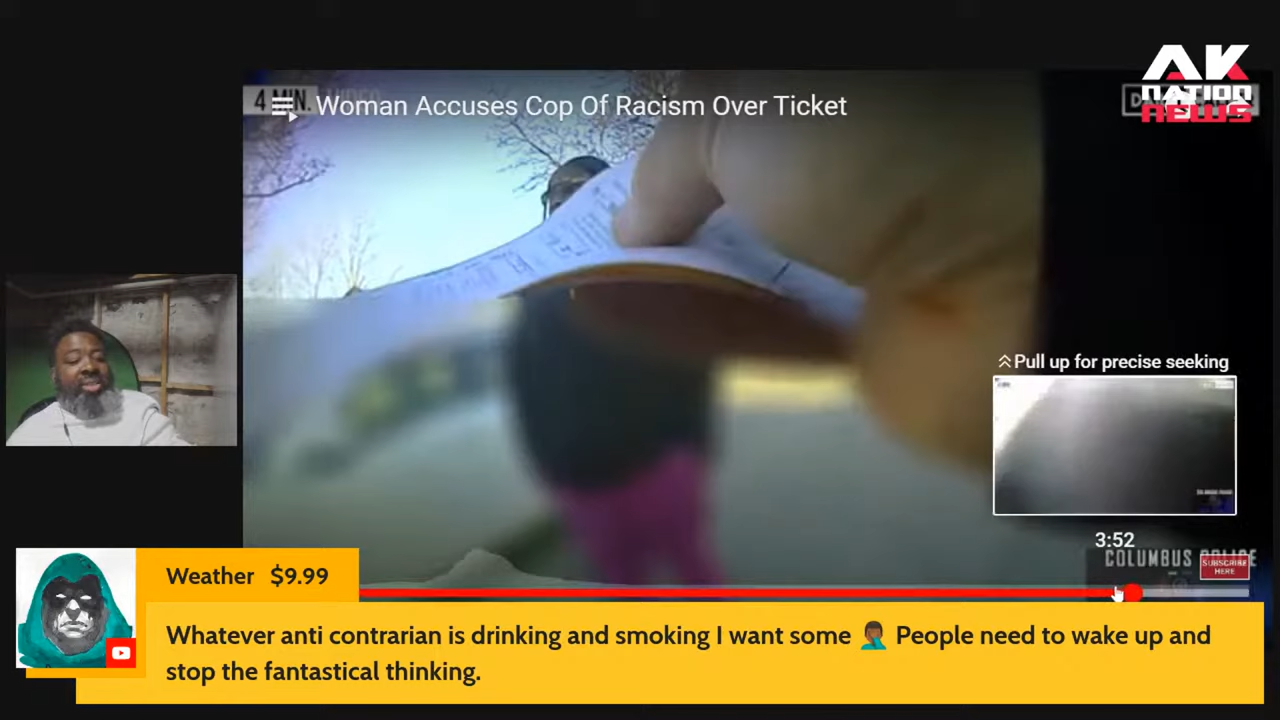 AK
NATION
NEWS
4 MIN.
Woman Accuses Cop Of Racism Over Ticket
Pull up for precise seeking
3:52
COLUMBUS POLICE
SUBSCRIBE
HERE
Weather $9.99
Whatever anti contrarian is drinking and smoking I want some 🤦🏾‍♂️ People need to wake up and
stop the fantastical thinking.